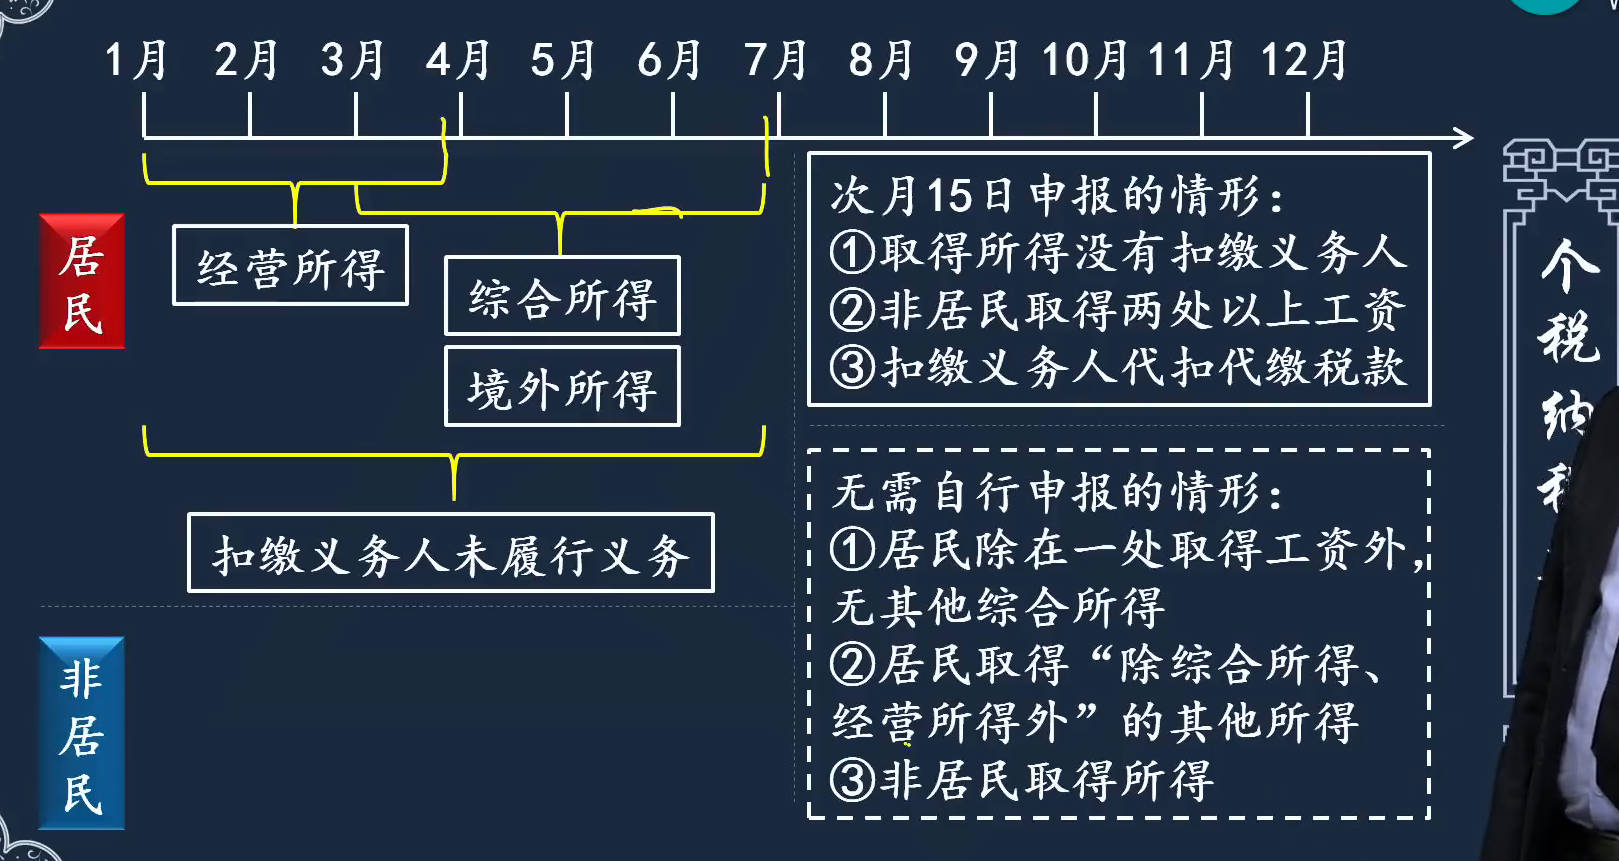 1月 2月 3月 4月 5月 6月 7月 8月 9月 10月 11月 12月
居
民
经营所得
综合所得
境外所得
扣缴义务人未履行义务
非
居
民
次月15日申报的情形：
①取得所得没有扣缴义务人
②非居民取得两处以上工资
③扣缴义务人代扣代缴税款
无需自行申报的情形：
①居民除在一处取得工资外，
无其他综合所得
②居民取得“除综合所得、
经营所得外”的其他所得
③非居民取得所得
个
税
纳